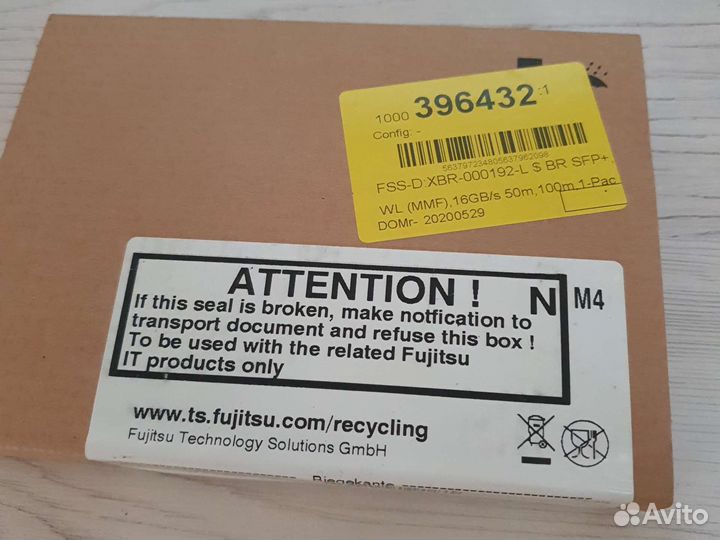 1000 396432:1
Config: -
563797234805637962098
FSS-D:XBR-000192-L $ BR SFP+,
WL (MMF),16GB/s 50m,100m,1-Pac
DOMr- 20200529
ATTENTION ! N M4
If this seal is broken, make notfication to
transport document and refuse this box !
To be used with the related Fujitsu
IT products only
www.ts.fujitsu.com/recycling
Fujitsu Technology Solutions GmbH
Biegekante
Avito